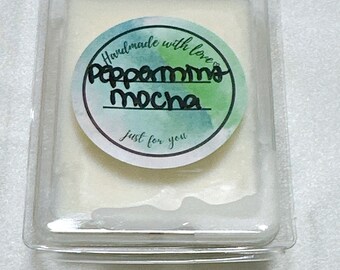 Handmade with love
Peppermint
mocha
just for you